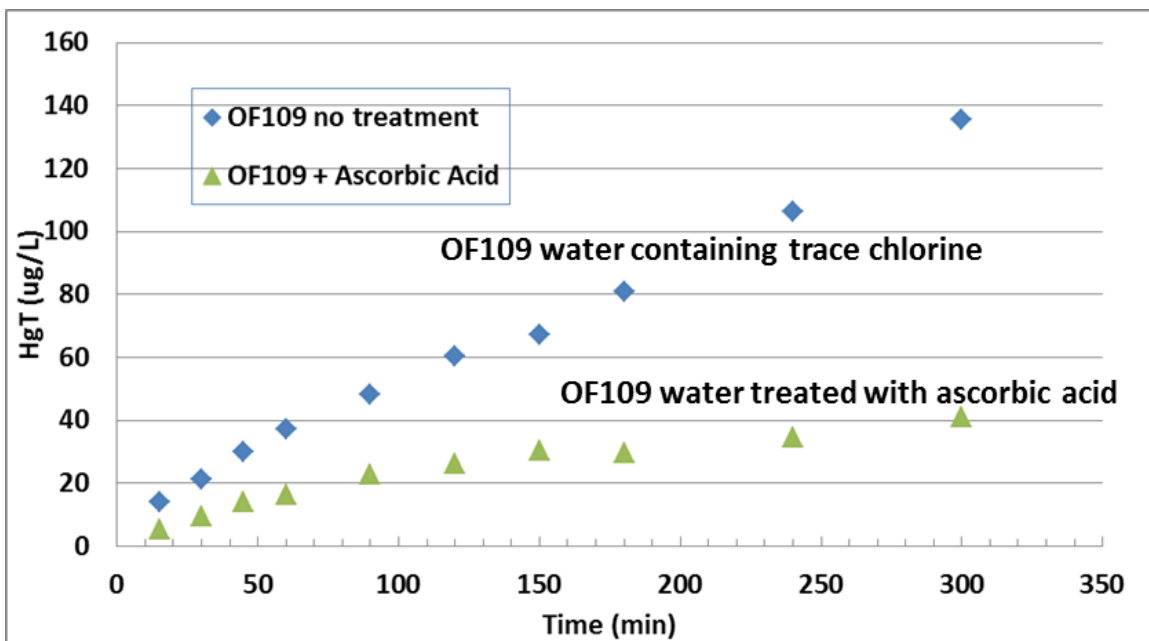 160
140
120
100
80
60
40
20
0
HgT (ug/L)
OF109 no treatment
OF109 + Ascorbic Acid
OF109 water containing trace chlorine
OF109 water treated with ascorbic acid
0 50 100 150 200 250 300 350
Time (min)